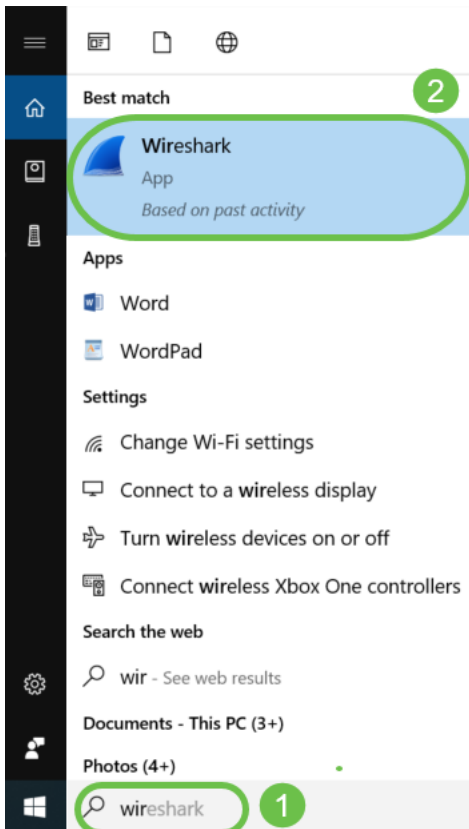 Best match
2
Wireshark
App
Based on past activity
Apps
Word
WordPad
Settings
Change Wi-Fi settings
Connect to a wireless display
Turn wireless devices on or off
Connect wireless Xbox One controllers
Search the web
wir - See web results
Documents - This PC (3+)
Photos (4+)
wireshark
1